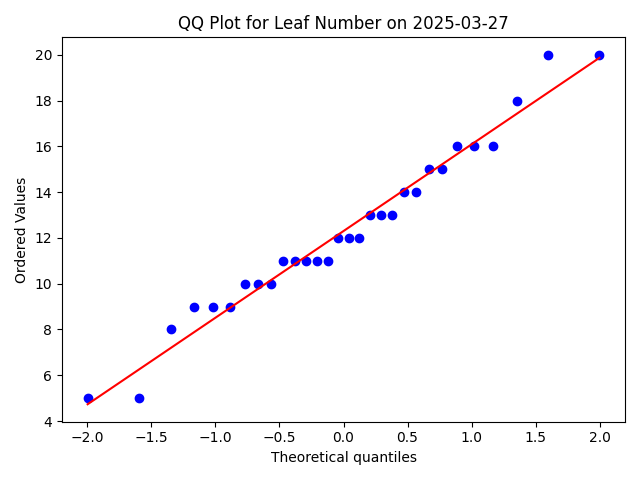 QQ Plot for Leaf Number on 2025-03-27
Ordered Values
20
18
16
14
12
10
8
6
4
−2.0 −1.5 −1.0 −0.5 0.0 0.5 1.0 1.5 2.0
Theoretical quantiles